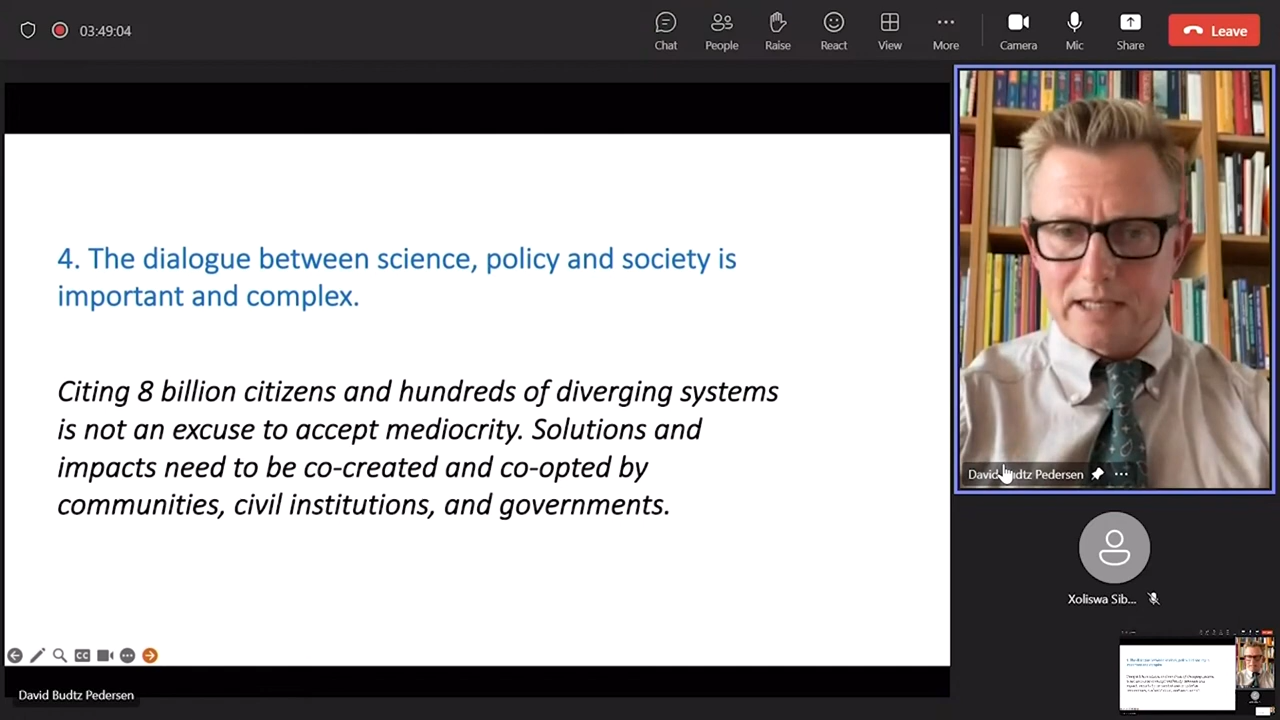 03:49:04
Chat
People
Raise
React
View
More
Camera
Mic
Share
Leave
4. The dialogue between science, policy and society is
important and complex.
Citing 8 billion citizens and hundreds of diverging systems
is not an excuse to accept mediocrity. Solutions and
impacts need to be co-created and co-opted by
communities, civil institutions, and governments.
CC
David Budtz Pedersen
David Budtz Pedersen
Xoliswa Sib...